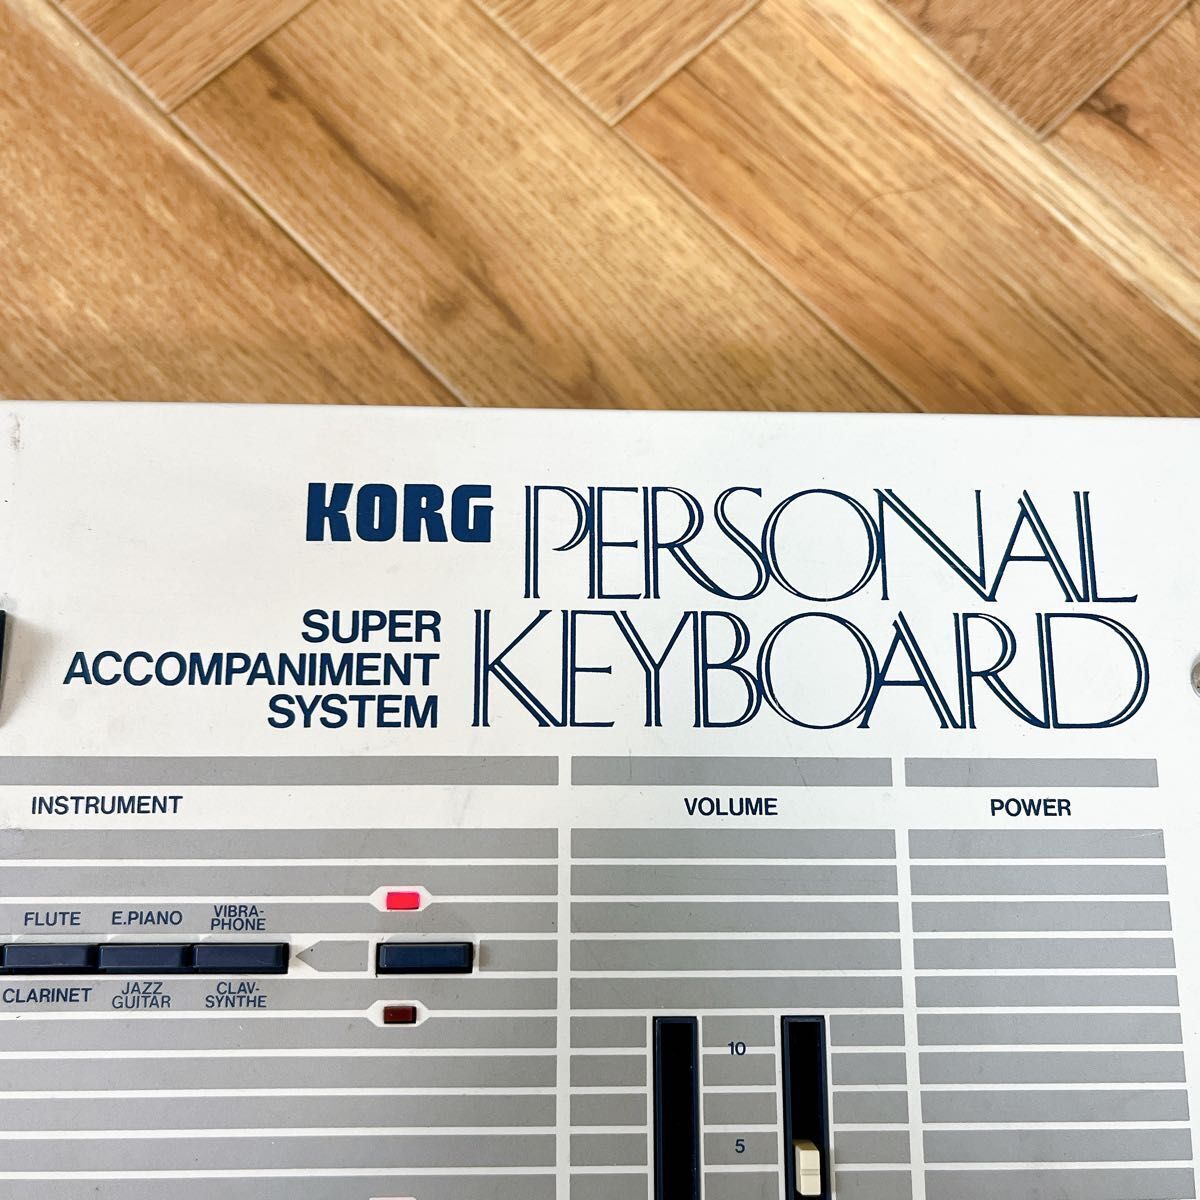 KORG PERSONAL
KEYBOARD
SUPER
ACCOMPANIMENT
SYSTEM
INSTRUMENT VOLUME POWER
FLUTE E.PIANO VIBRA-
PHONE
CLARINET JAZZ
GUITAR CLAV-
SYNTHE
10
5